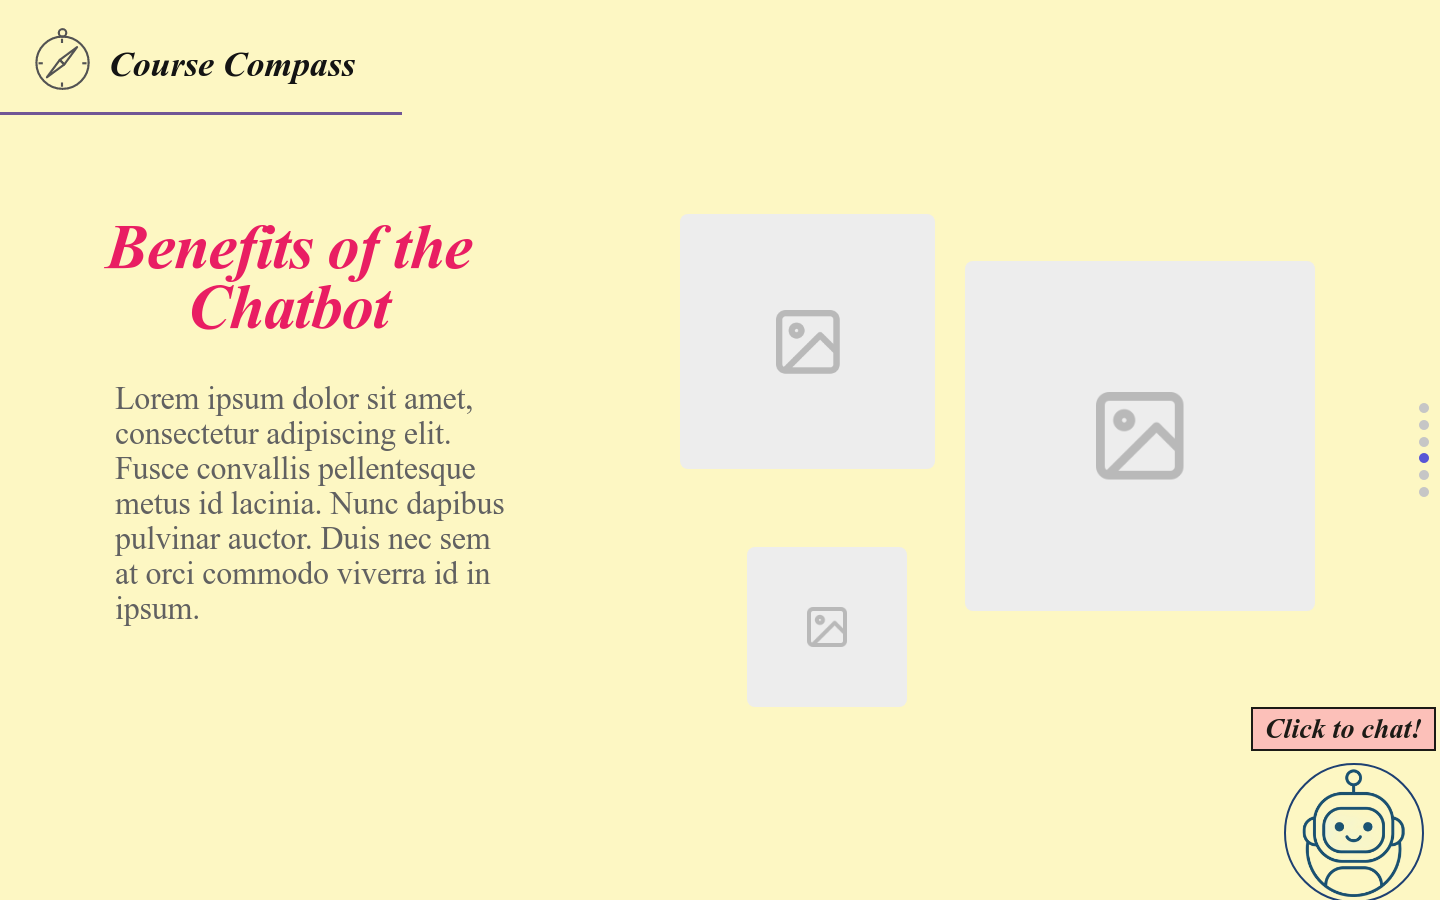 Course Compass
Benefits of the
Chatbot
Lorem ipsum dolor sit amet,
consectetur adipiscing elit.
Fusce convallis pellentesque
metus id lacinia. Nunc dapibus
pulvinar auctor. Duis nec sem
at orci commodo viverra id in
ipsum.
Click to chat!